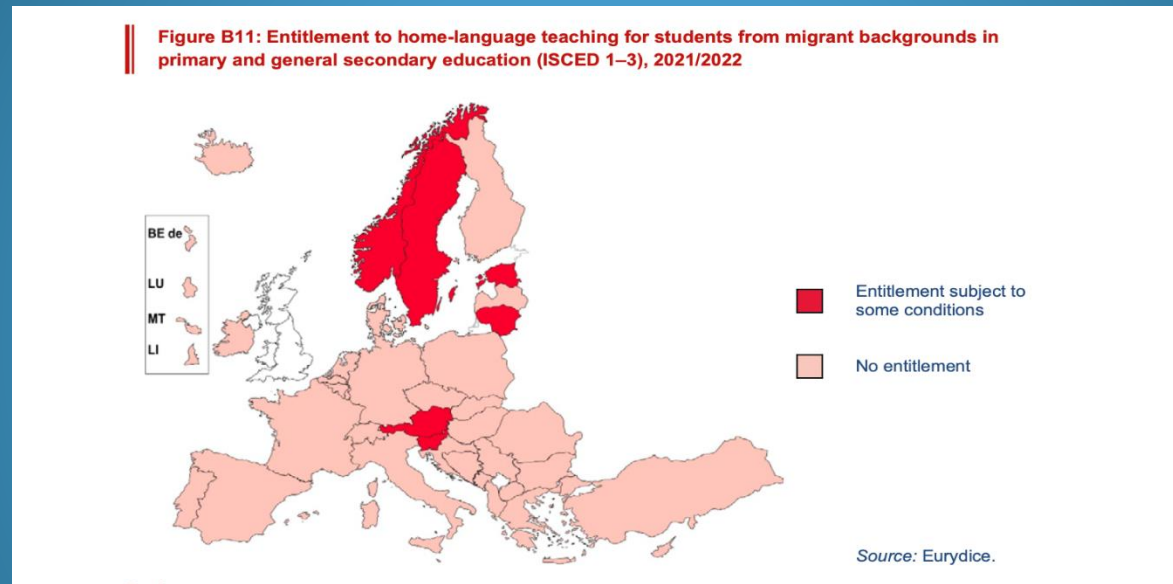 Figure B11: Entitlement to home-language teaching for students from migrant backgrounds in
primary and general secondary education (ISCED 1–3), 2021/2022
BE de
LU
MT
LI
Entitlement subject to
some conditions
No entitlement
Source: Eurydice.